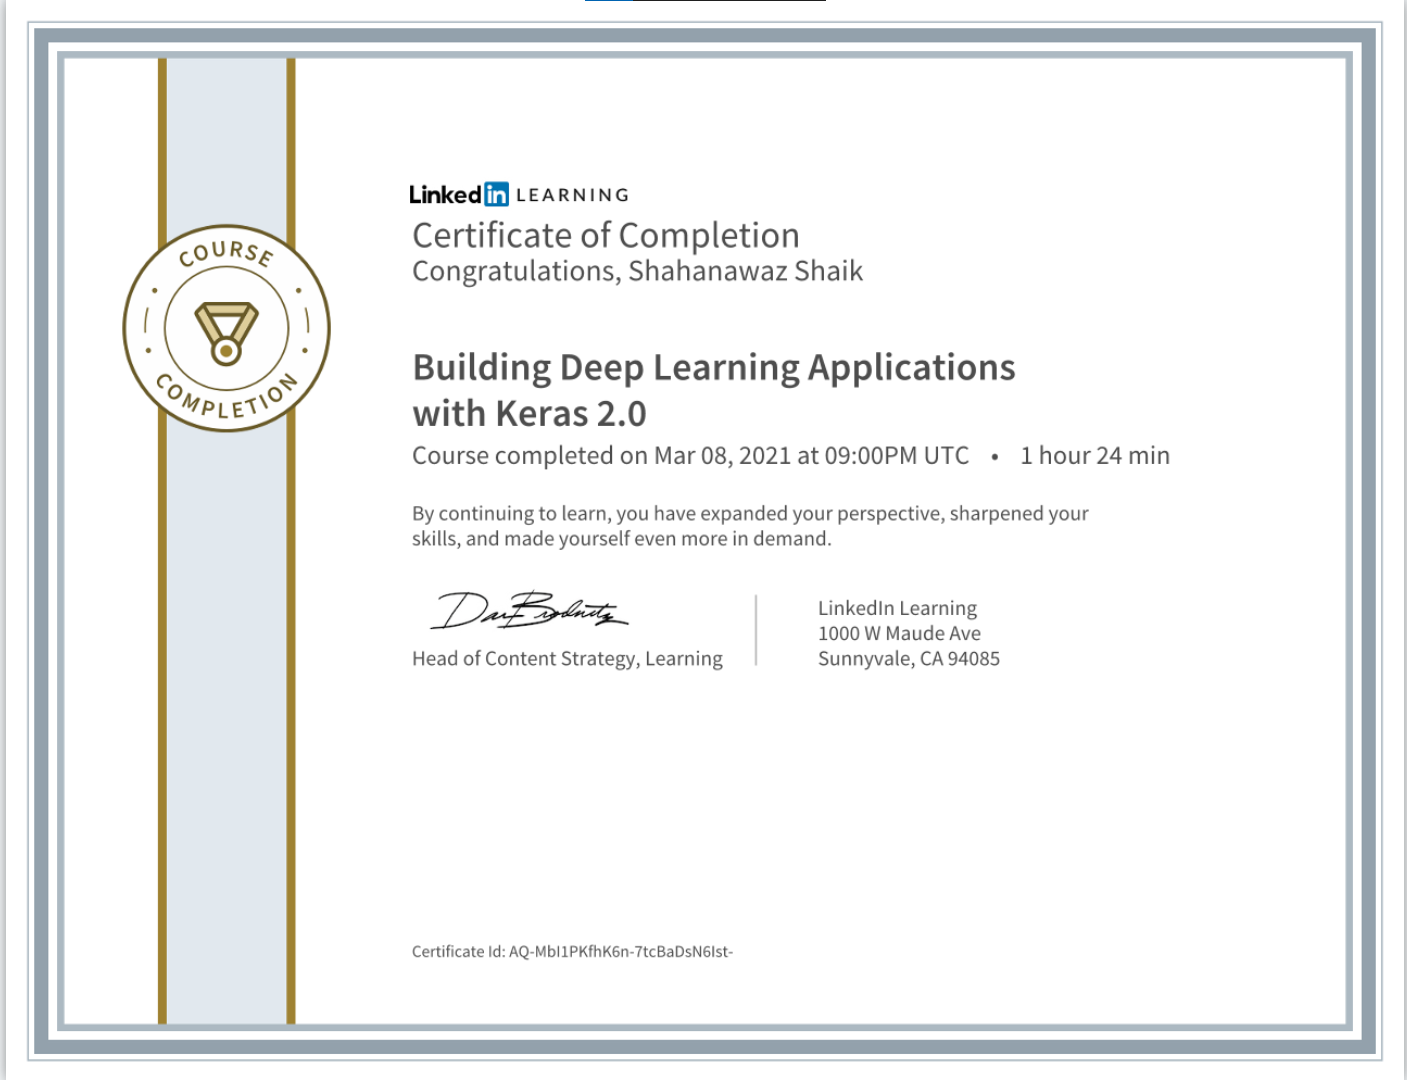 COURSE
COMPLETION
Linkedin LEARNING
Certificate of Completion
Congratulations, Shahanawaz Shaik
Building Deep Learning Applications
with Keras 2.0
Course completed on Mar 08, 2021 at 09:00PM UTC • 1 hour 24 min
By continuing to learn, you have expanded your perspective, sharpened your
skills, and made yourself even more in demand.
Dan Brodnitz
Head of Content Strategy, Learning
LinkedIn Learning
1000 W Maude Ave
Sunnyvale, CA 94085
Certificate Id: AQ-MbI1PKfhK6n-7tcBaDsN6Ist-